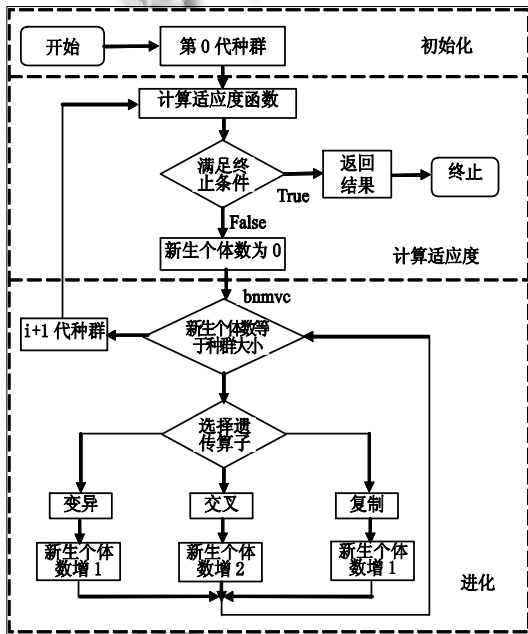 开始
第 0 代种群
初始化
计算适应度函数
满足终
止条件
True
返回
结果
终止
False
新生个体数为 0
计算适应度
bnmvc
i+1 代种群
新生个体数等
于种群大小
选择遗
传算子
变异
交叉
复制
新生个体
数增 1
新生个体
数增 2
新生个体
数增 1
进化